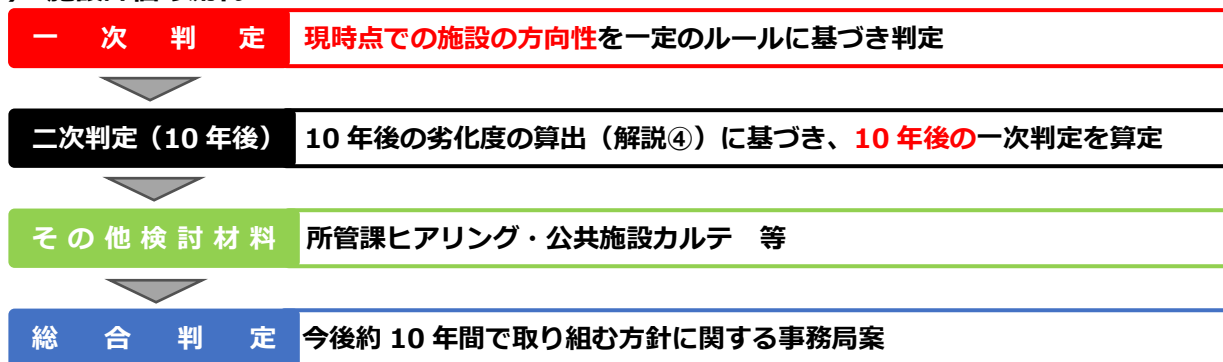 一次判定 現時点での施設の方向性を一定のルールに基づき判定
二次判定（10 年後） 10 年後の劣化度の算出（解説④）に基づき、10 年後の一次判定を算定
その他検討材料 所管課ヒアリング・公共施設カルテ　等
総合判定 今後約 10 年間で取り組む方針に関する事務局案